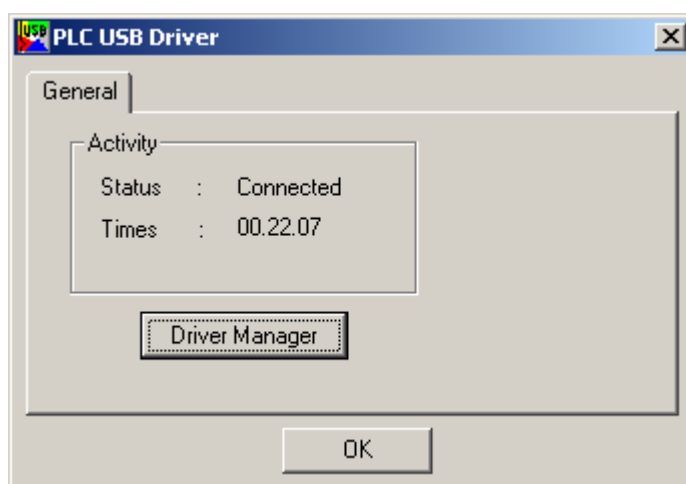 USB PLC USB Driver
General
Activity
Status : Connected
Times : 00.22.07
Driver Manager
OK